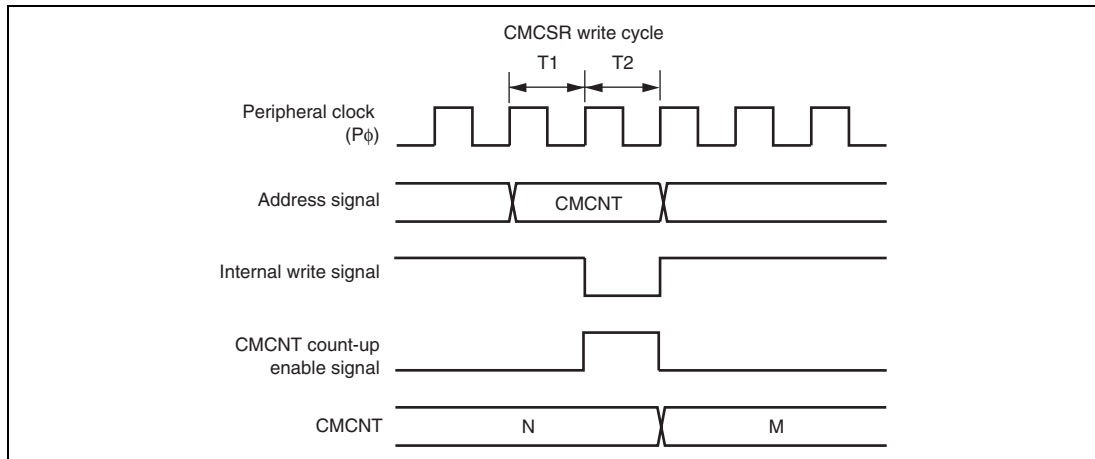 CMCSR write cycle
T1 T2
Peripheral clock
(Pϕ)
Address signal
CMCNT
Internal write signal
CMCNT count-up
enable signal
CMCNT
N
M